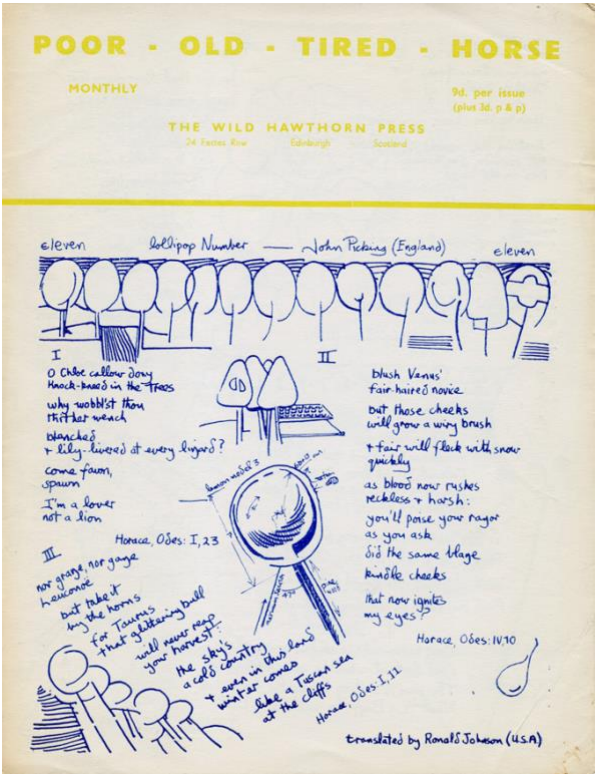 POOR - OLD - TIRED - HORSE
MONTHLY
9d. per issue
(plus 3d. p & p)
THE WILD HAWTHORN PRESS
24 Fettes Row Edinburgh Scotland
eleven lollipop Number — John Picking (England) eleven
I
O Chloe callow doxy
knock-kneed in the trees
why wobbl'st thou
thither wench
blanched
& lily-livered at every lizard?
come fawn,
spawn
I'm a lover
not a lion
Horace, Odes: I,23
II
blush Venus'
fair-haired novice
but those cheeks
will grow a wiry brush
& fair will fleck with snow
quickly
as blood now rushes
reckless & harsh:
you'll poise your razor
as you ask
did the same blaze
kindle cheeks
that now ignites
my eyes?
Horace, Odes: IV,10
lemon model 3
III
nor graze, nor gaze
Leuconoe
but take it
by the horns
for Taurus
& that glittering bull
will never reap
your harvest:
the sky's
a cold country
& even in this land
winter comes
like a Tuscan sea
at the cliffs
Horace, Odes: I,11
translated by Ronald Johnson (U.S.A)